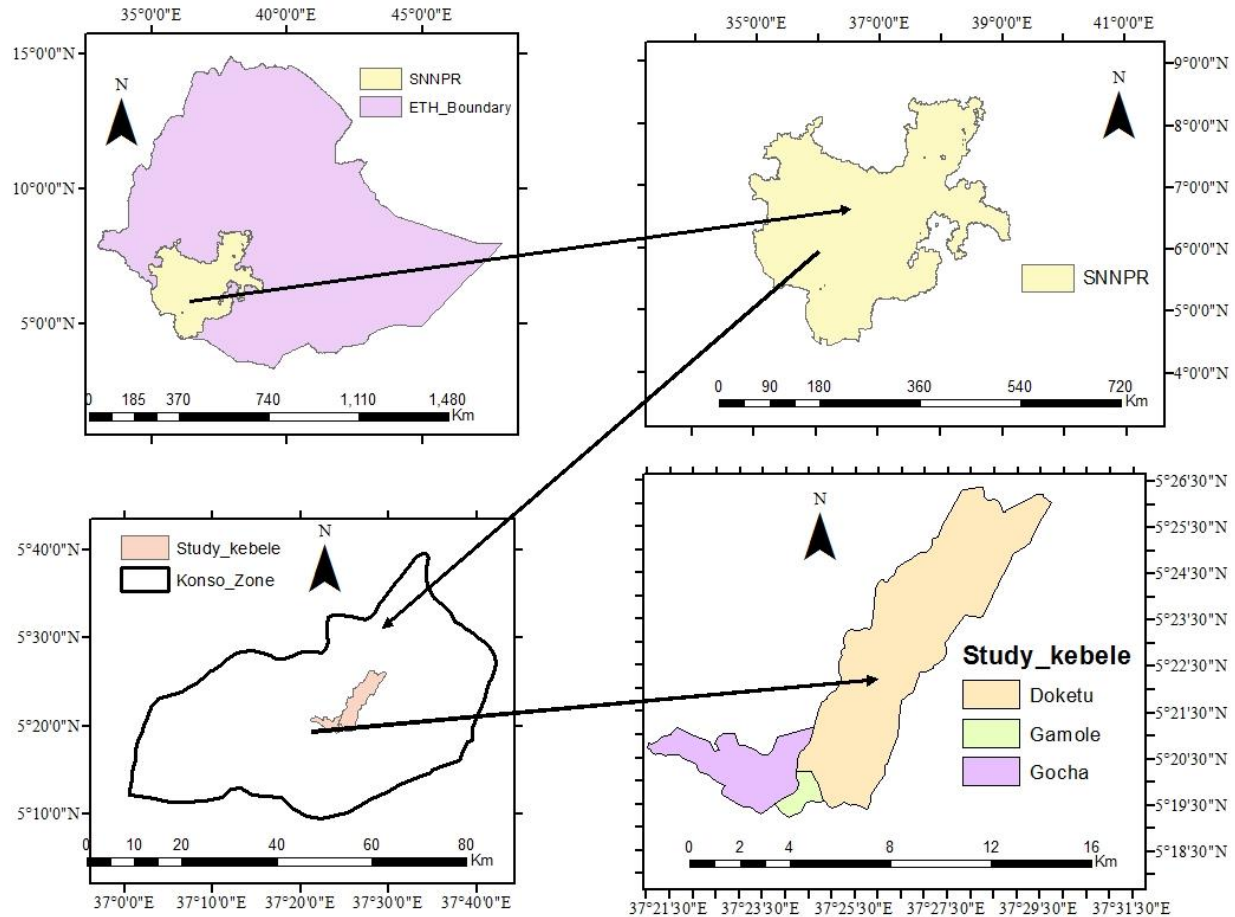 35°0'0"E 40°0'0"E 45°0'0"E
15°0'0"N
10°0'0"N
5°0'0"N
N
SNNPR
ETH_Boundary
0 185 370 740 1,110 1,480
Km
35°0'0"E 37°0'0"E 39°0'0"E 41°0'0"E
9°0'0"N
8°0'0"N
7°0'0"N
6°0'0"N
5°0'0"N
4°0'0"N
N
SNNPR
0 90 180 360 540 720
Km
5°40'0"N
5°30'0"N
5°20'0"N
5°10'0"N
Study_kebele
Konso_Zone
N
0 10 20 40 60 80
Km
37°0'0"E 37°10'0"E 37°20'0"E 37°30'0"E 37°40'0"E
N
5°26'30"N
5°25'30"N
5°24'30"N
5°23'30"N
5°22'30"N
5°21'30"N
5°20'30"N
5°19'30"N
5°18'30"N
Study_kebele
Doketu
Gamole
Gocha
0 2 4 8 12 16
Km
37°21'30"E 37°23'30"E 37°25'30"E 37°27'30"E 37°29'30"E 37°31'30"E